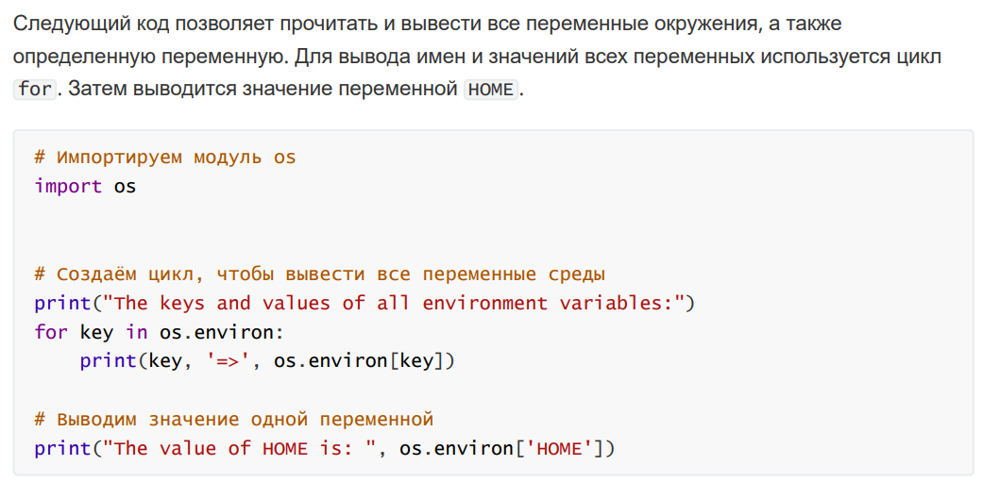 Следующий код позволяет прочитать и вывести все переменные окружения, а также
определенную переменную. Для вывода имен и значений всех переменных используется цикл
for. Затем выводится значение переменной HOME.
# Импортируем модуль os
import os
# Создаём цикл, чтобы вывести все переменные среды
print("The keys and values of all environment variables:")
for key in os.environ:
    print(key, '=>', os.environ[key])
# Выводим значение одной переменной
print("The value of HOME is: ", os.environ['HOME'])